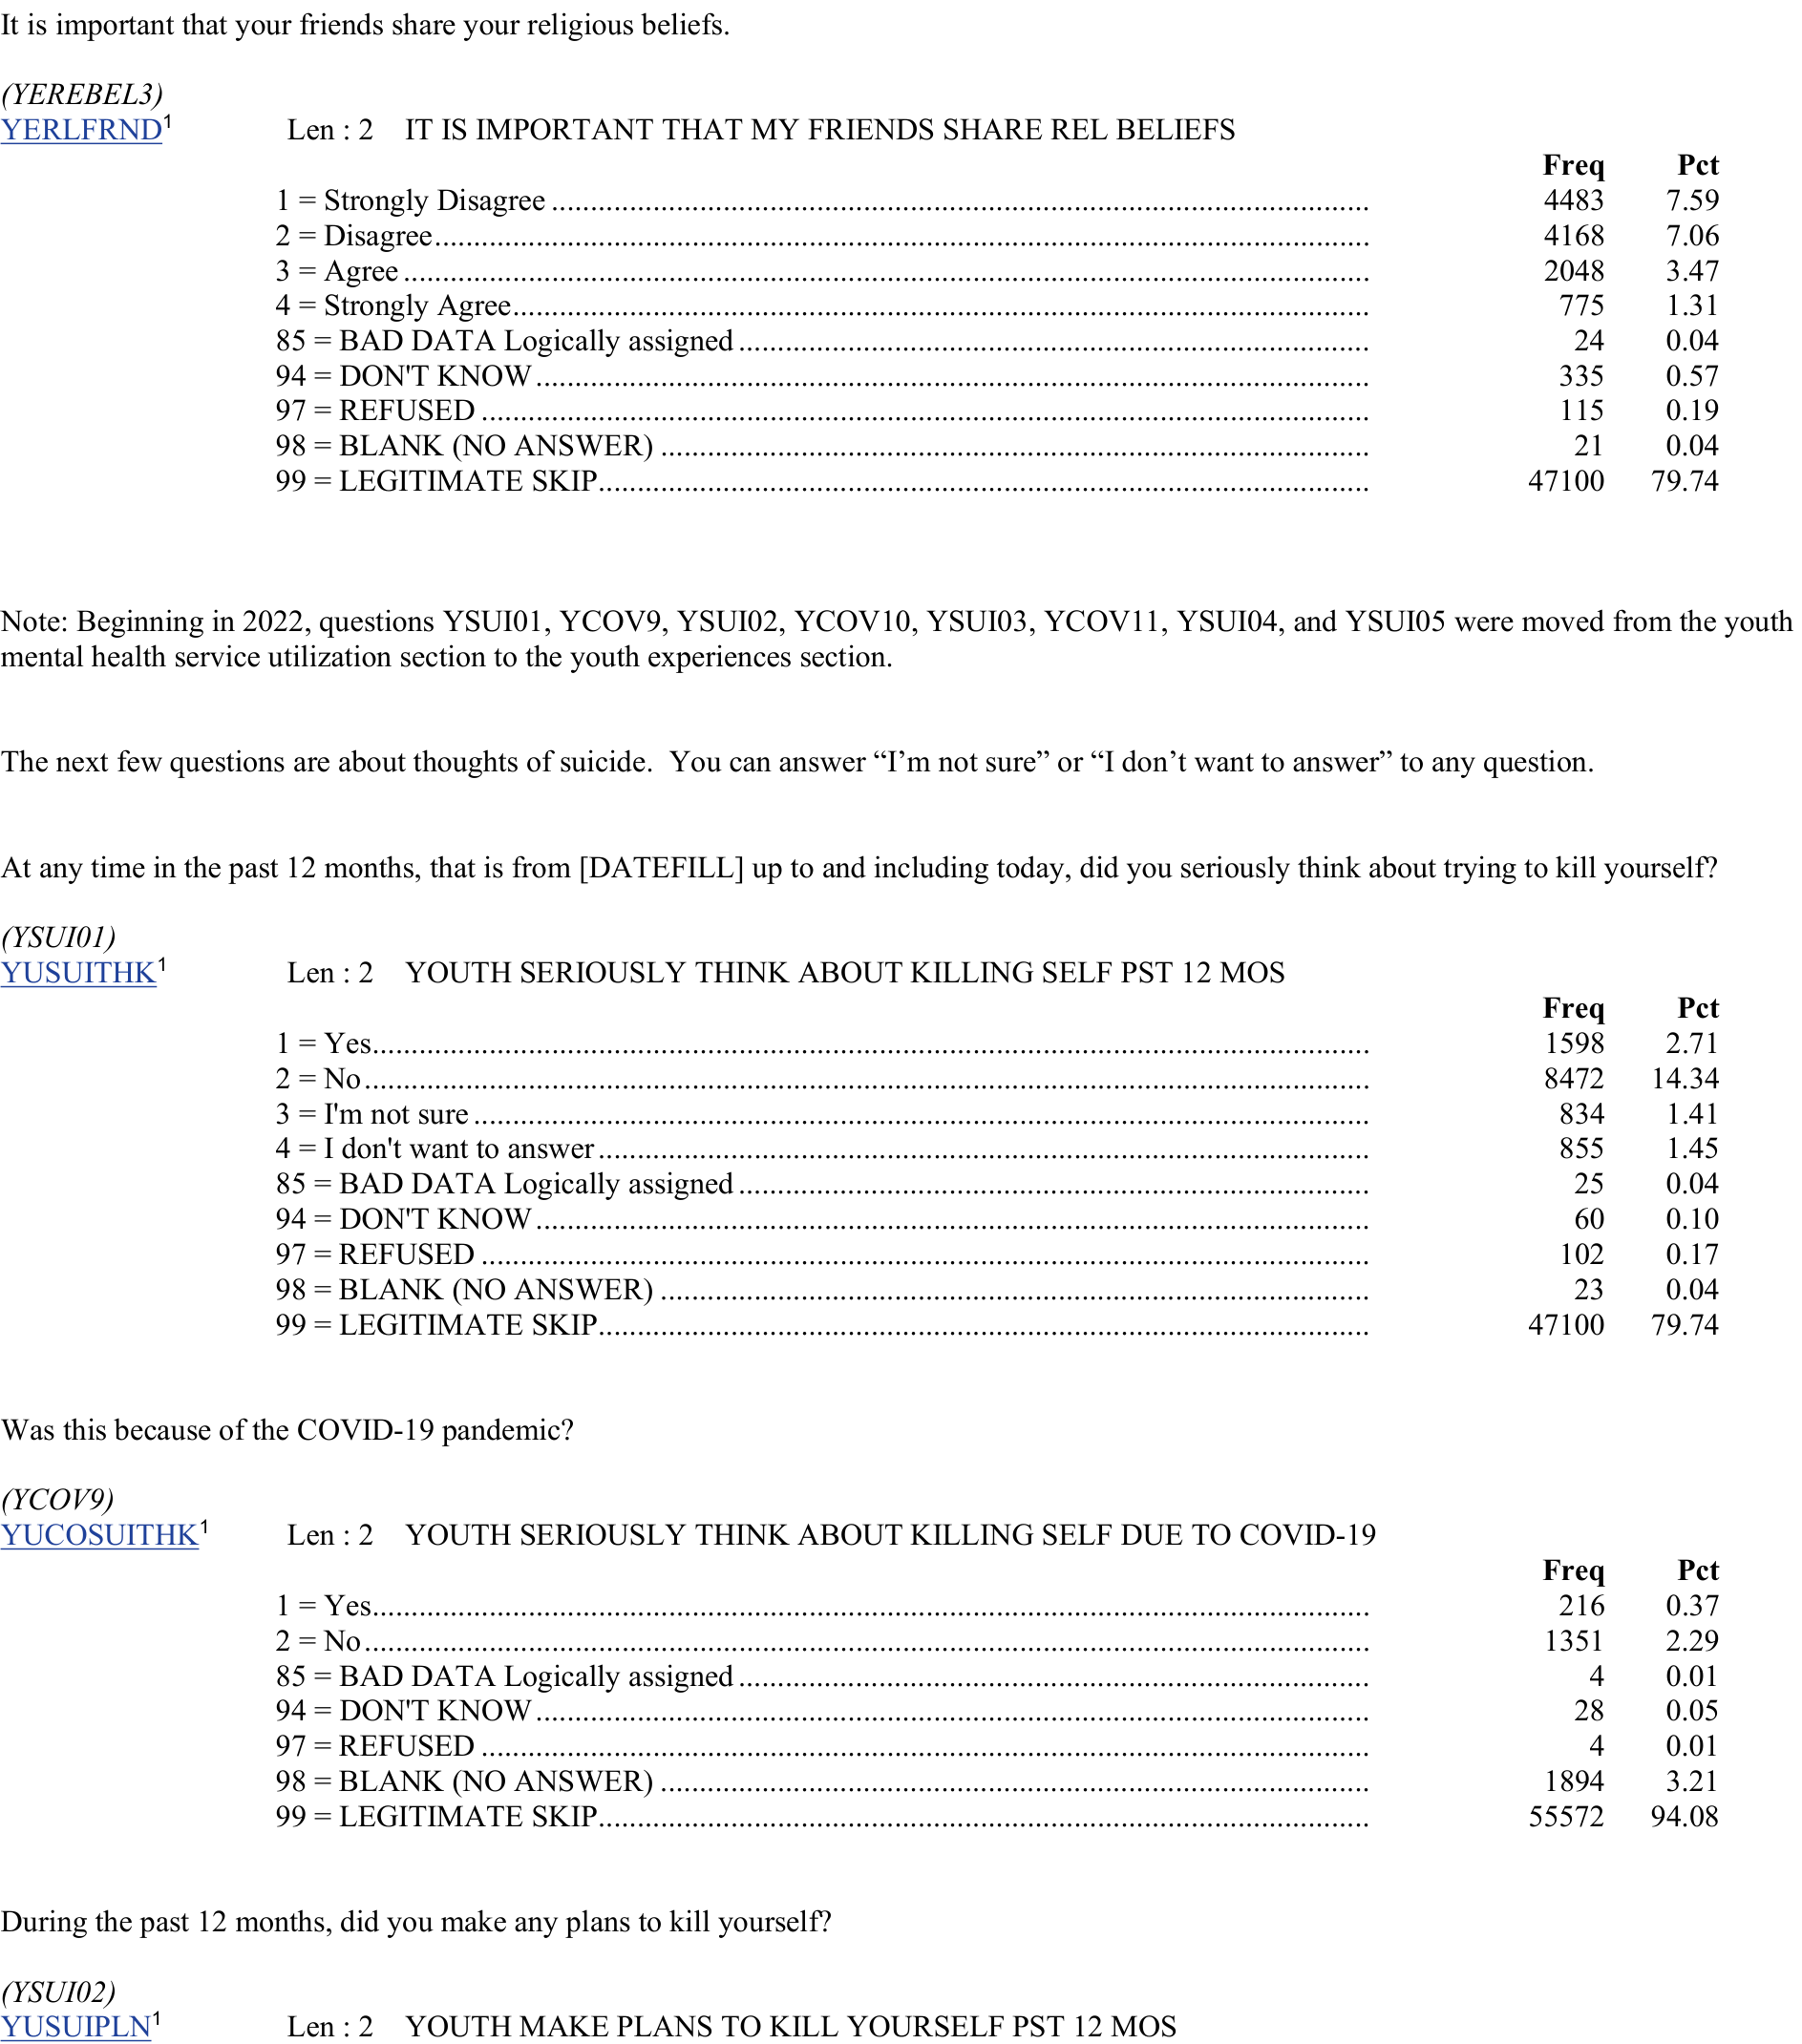 It is important that your friends share your religious beliefs.
(YEREBEL3)
YERLFRND1 Len : 2 IT IS IMPORTANT THAT MY FRIENDS SHARE REL BELIEFS
Freq Pct
1 = Strongly Disagree 4483 7.59
2 = Disagree 4168 7.06
3 = Agree 2048 3.47
4 = Strongly Agree 775 1.31
85 = BAD DATA Logically assigned 24 0.04
94 = DON'T KNOW 335 0.57
97 = REFUSED 115 0.19
98 = BLANK (NO ANSWER) 21 0.04
99 = LEGITIMATE SKIP 47100 79.74
Note: Beginning in 2022, questions YSUI01, YCOV9, YSUI02, YCOV10, YSUI03, YCOV11, YSUI04, and YSUI05 were moved from the youth
mental health service utilization section to the youth experiences section.
The next few questions are about thoughts of suicide. You can answer “I’m not sure” or “I don’t want to answer” to any question.
At any time in the past 12 months, that is from [DATEFILL] up to and including today, did you seriously think about trying to kill yourself?
(YSUI01)
YUSUITHK1 Len : 2 YOUTH SERIOUSLY THINK ABOUT KILLING SELF PST 12 MOS
Freq Pct
1 = Yes 1598 2.71
2 = No 8472 14.34
3 = I'm not sure 834 1.41
4 = I don't want to answer 855 1.45
85 = BAD DATA Logically assigned 25 0.04
94 = DON'T KNOW 60 0.10
97 = REFUSED 102 0.17
98 = BLANK (NO ANSWER) 23 0.04
99 = LEGITIMATE SKIP 47100 79.74
Was this because of the COVID-19 pandemic?
(YCOV9)
YUCOSUITHK1 Len : 2 YOUTH SERIOUSLY THINK ABOUT KILLING SELF DUE TO COVID-19
Freq Pct
1 = Yes 216 0.37
2 = No 1351 2.29
85 = BAD DATA Logically assigned 4 0.01
94 = DON'T KNOW 28 0.05
97 = REFUSED 4 0.01
98 = BLANK (NO ANSWER) 1894 3.21
99 = LEGITIMATE SKIP 55572 94.08
During the past 12 months, did you make any plans to kill yourself?
(YSUI02)
YUSUIPLN1 Len : 2 YOUTH MAKE PLANS TO KILL YOURSELF PST 12 MOS